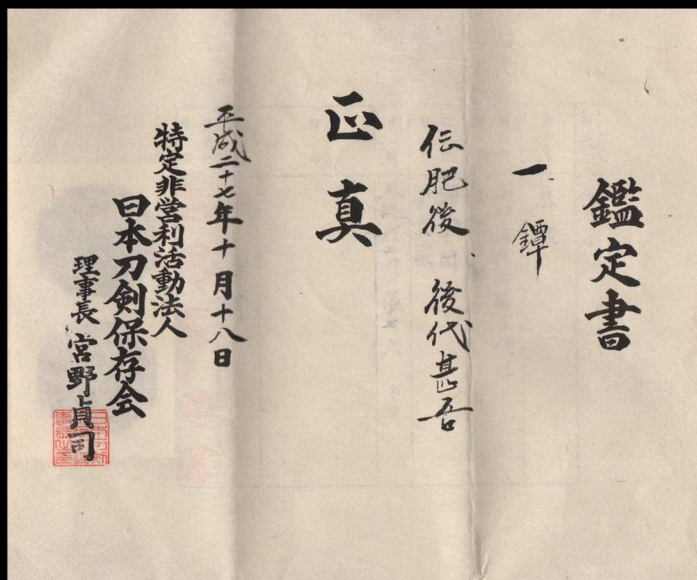 鑑定書
一 鐔
伝肥後 後代甚吾
正真
平成二十七年十月十八日
特定非営利活動法人
日本刀剣保存会
理事長 宮野貞司